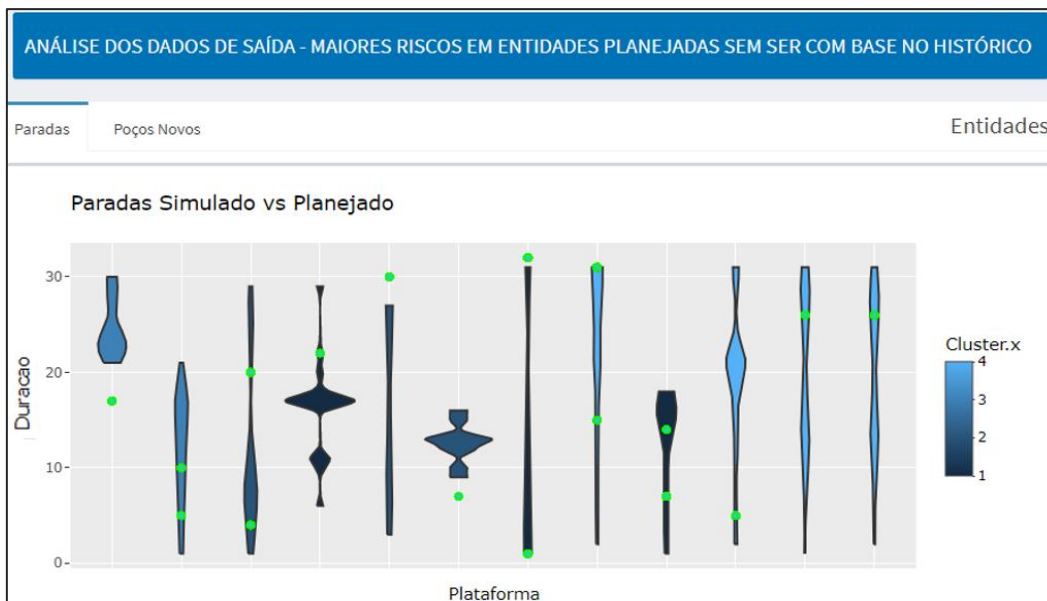 ANÁLISE DOS DADOS DE SAÍDA - MAIORES RISCOS EM ENTIDADES PLANEJADAS SEM SER COM BASE NO HISTÓRICO
Paradas
Poços Novos
Entidades
Paradas Simulado vs Planejado
30
20
10
0
Duracao
Plataforma
Cluster.x
4
3
2
1